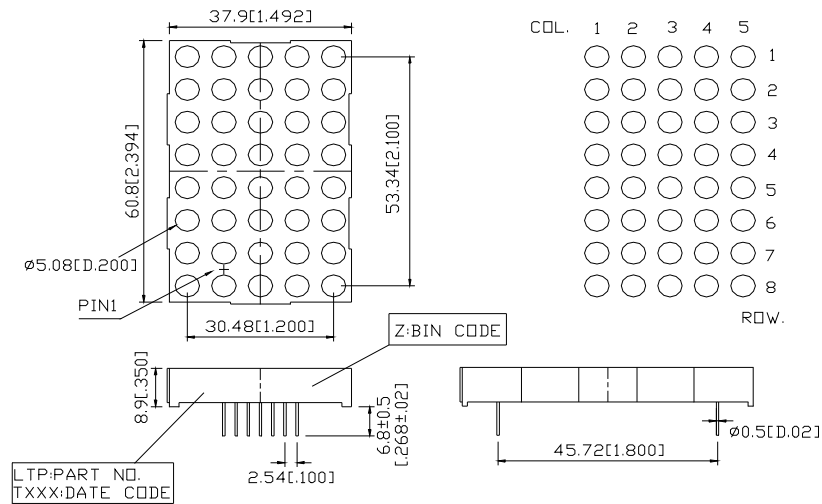 37.9[1.492]
60.8[2.394]
53.34[2.100]
Ø5.08[D.200]
PIN1
30.48[1.200]
COL. 1 2 3 4 5
1
2
3
4
5
6
7
8
ROW.
Z:BIN CODE
8.9[.350]
6.8±0.5
[.268±.02]
2.54[.100]
LTP:PART NO.
TXXX:DATE CODE
45.72[1.800]
Ø0.5[D.02]